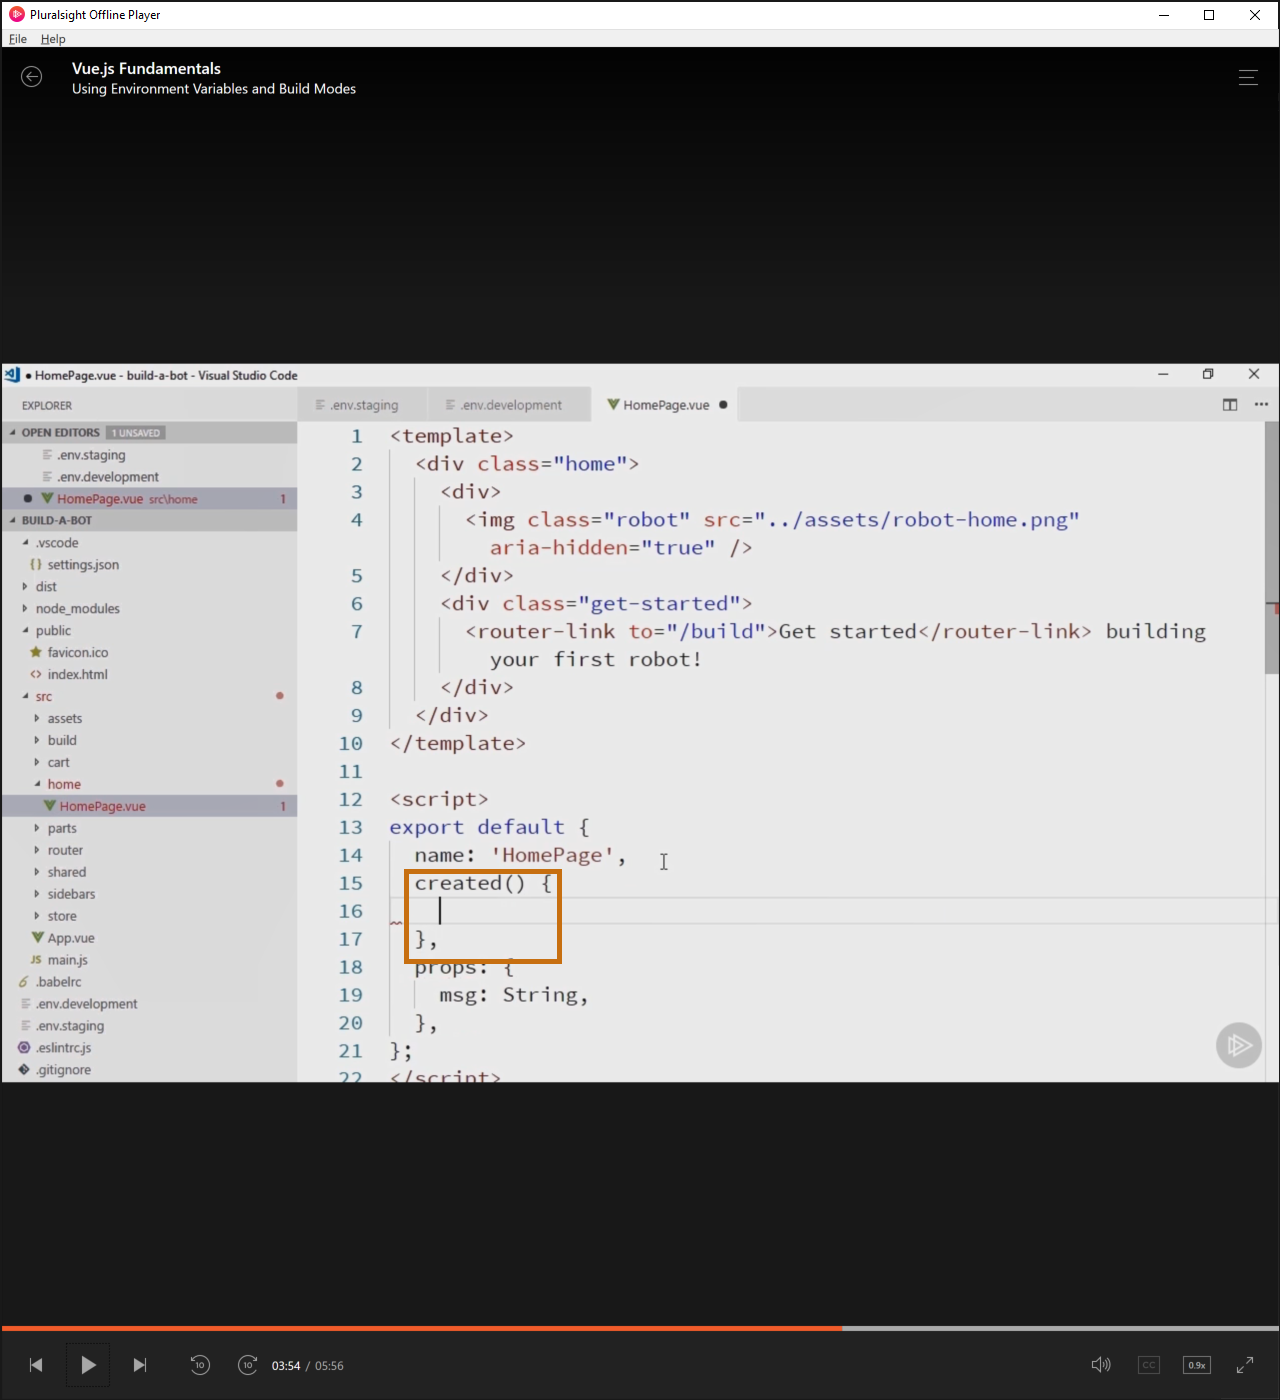 Pluralsight Offline Player
File Help
Vue.js Fundamentals
Using Environment Variables and Build Modes
● HomePage.vue - build-a-bot - Visual Studio Code
EXPLORER
.env.staging
.env.development
HomePage.vue ●
OPEN EDITORS 1 UNSAVED
.env.staging
.env.development
● HomePage.vue src\home 1
BUILD-A-BOT
.vscode
{} settings.json
dist
node_modules
public
favicon.ico
<> index.html
src
assets
build
cart
home
HomePage.vue 1
parts
router
shared
sidebars
store
App.vue
JS main.js
.babelrc
.env.development
.env.staging
.eslintrc.js
.gitignore
1 <template>
2 <div class="home">
3 <div>
4 <img class="robot" src="../assets/robot-home.png"
aria-hidden="true" />
5 </div>
6 <div class="get-started">
7 <router-link to="/build">Get started</router-link> building
your first robot!
8 </div>
9 </div>
10 </template>
11
12 <script>
13 export default {
14 name: 'HomePage',
15 created() {
16
17 },
18 props: {
19 msg: String,
20 },
21 };
22 </script>
10
10
03:54 / 05:56
CC
0.9x